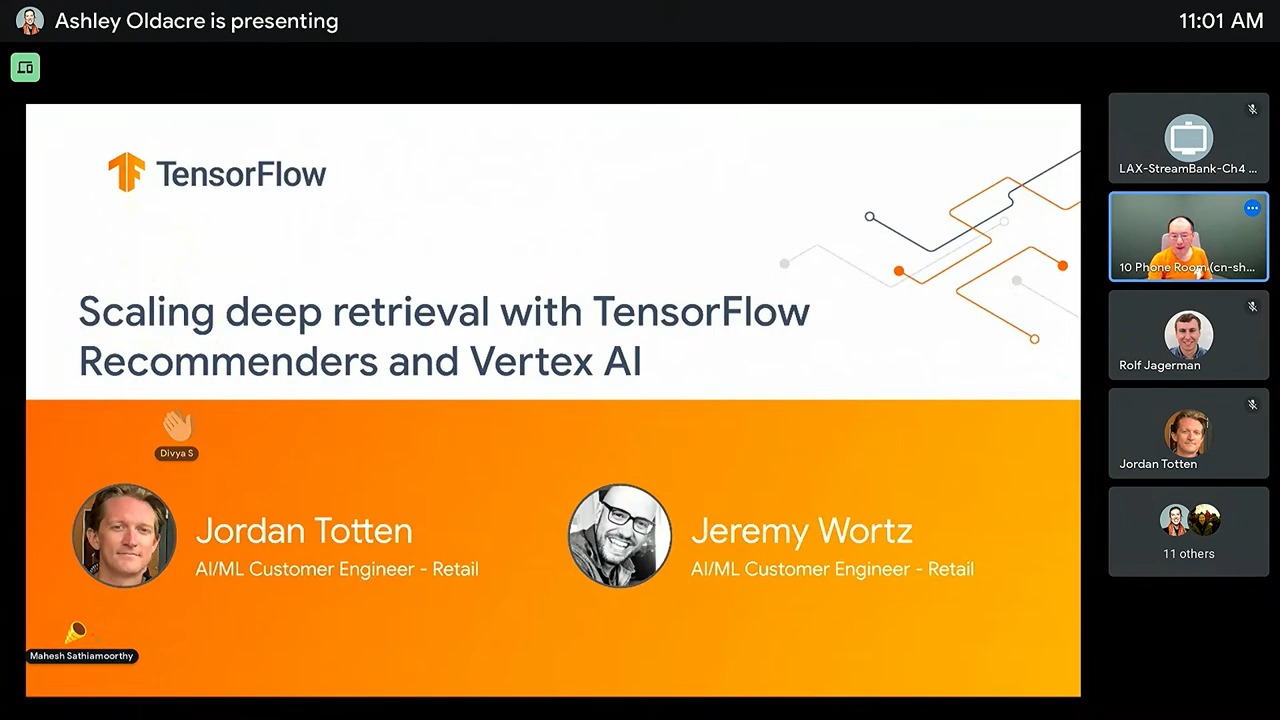 Ashley Oldacre is presenting
11:01 AM
TensorFlow
Scaling deep retrieval with TensorFlow
Recommenders and Vertex AI
Divya S
Jordan Totten
AI/ML Customer Engineer - Retail
Jeremy Wortz
AI/ML Customer Engineer - Retail
Mahesh Sathiamoorthy
LAX-StreamBank-Ch4 ...
10 Phone Room (cn-sh...
Rolf Jagerman
Jordan Totten
11 others